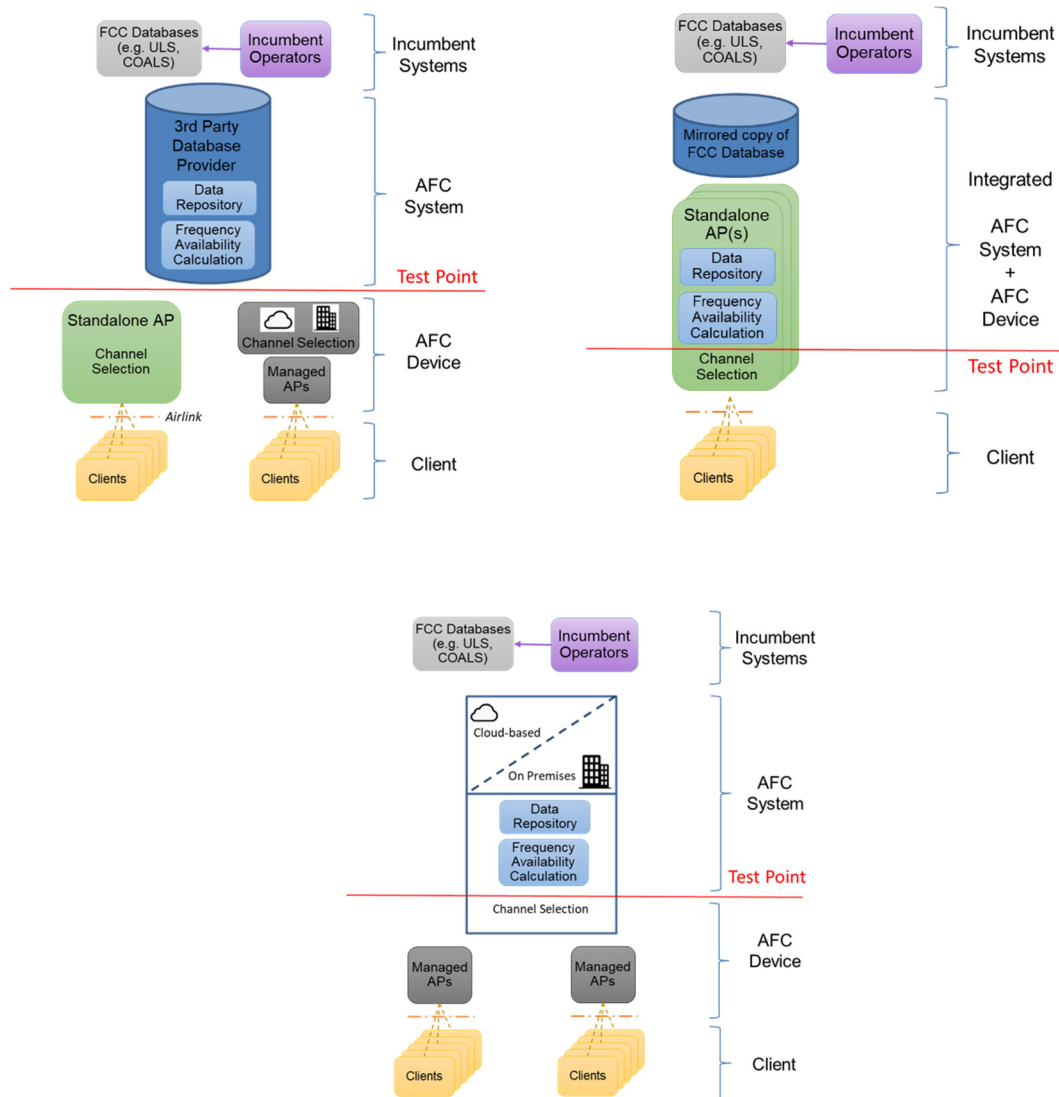 FCC Databases
(e.g. ULS,
COALS)
Incumbent
Operators
Incumbent
Systems
3rd Party
Database
Provider
Data
Repository
Frequency
Availability
Calculation
AFC
System
Test Point
Standalone AP
Channel
Selection
Channel Selection
Managed
APs
AFC
Device
Airlink
Clients
Clients
Client
FCC Databases
(e.g. ULS,
COALS)
Incumbent
Operators
Incumbent
Systems
Mirrored copy of
FCC Database
Standalone
AP(s)
Data
Repository
Frequency
Availability
Calculation
Channel
Selection
Integrated
AFC
System
+
AFC
Device
Test Point
Clients
Client
FCC Databases
(e.g. ULS,
COALS)
Incumbent
Operators
Incumbent
Systems
Cloud-based
On Premises
Data
Repository
Frequency
Availability
Calculation
AFC
System
Test Point
Channel Selection
Managed
APs
Managed
APs
AFC
Device
Clients
Clients
Client